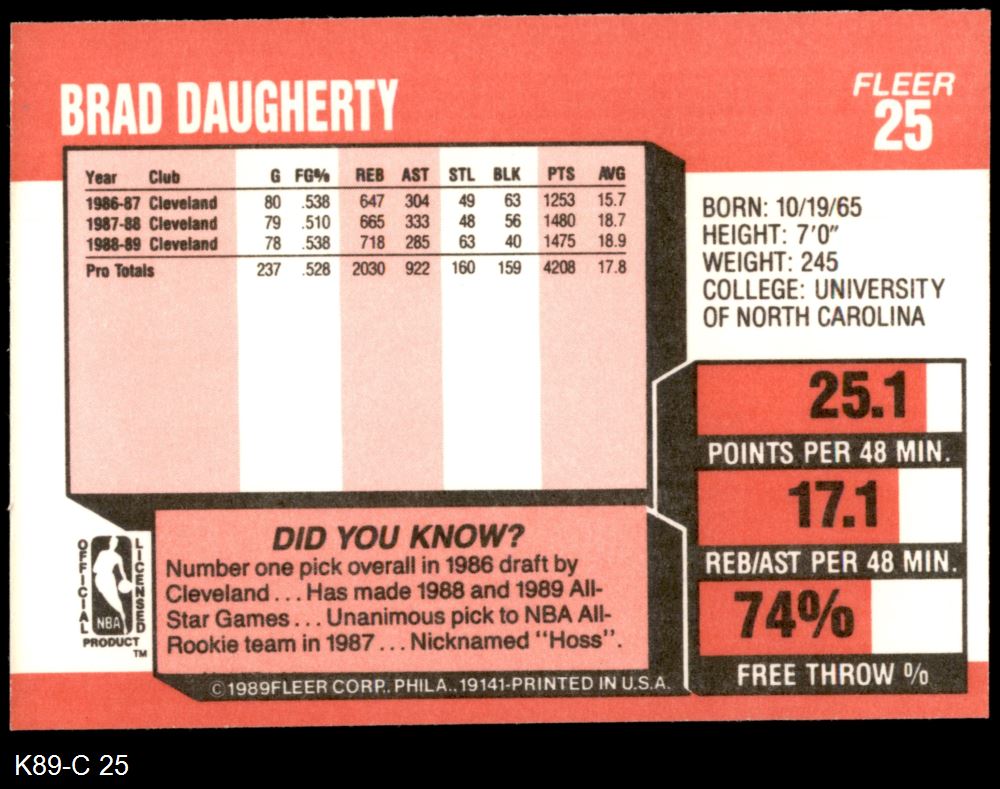 BRAD DAUGHERTY
FLEER
25
Year Club G FG% REB AST STL BLK PTS AVG
1986-87 Cleveland 80 .538 647 304 49 63 1253 15.7
1987-88 Cleveland 79 .510 665 333 48 56 1480 18.7
1988-89 Cleveland 78 .538 718 285 63 40 1475 18.9
Pro Totals 237 .528 2030 922 160 159 4208 17.8
BORN: 10/19/65
HEIGHT: 7'0"
WEIGHT: 245
COLLEGE: UNIVERSITY
OF NORTH CAROLINA
25.1
POINTS PER 48 MIN.
17.1
REB/AST PER 48 MIN.
74%
FREE THROW %
DID YOU KNOW?
Number one pick overall in 1986 draft by
Cleveland . . . Has made 1988 and 1989 All-
Star Games . . . Unanimous pick to NBA All-
Rookie team in 1987 . . . Nicknamed "Hoss".
OFFICIAL
LICENSED
NBA
PRODUCT
TM
© 1989 FLEER CORP. PHILA., 19141-PRINTED IN U.S.A.
K89-C 25